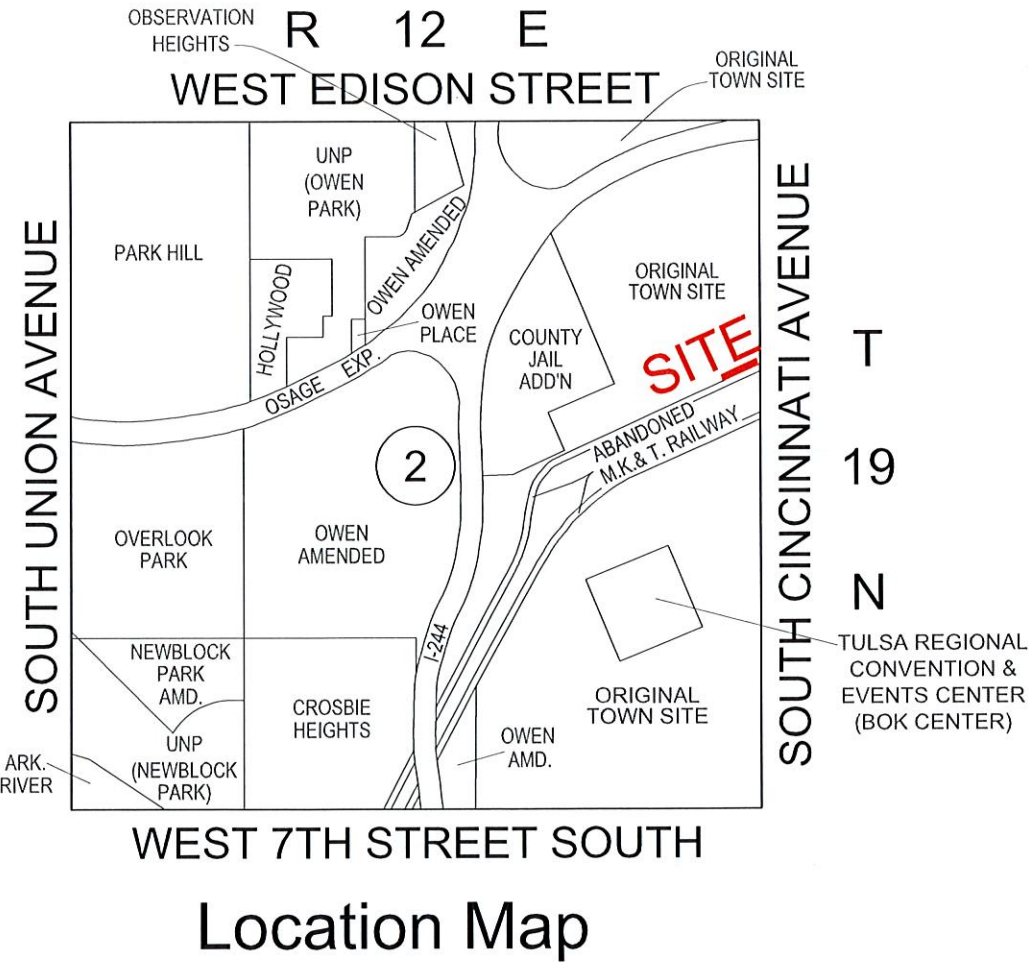 OBSERVATION
HEIGHTS
R 12 E
ORIGINAL
TOWN SITE
WEST EDISON STREET
UNP
(OWEN
PARK)
PARK HILL
OWEN AMENDED
HOLLYWOOD
OWEN
PLACE
ORIGINAL
TOWN SITE
COUNTY
JAIL
ADD'N
SITE
OSAGE EXP.
ABANDONED
M.K.& T. RAILWAY
2
SOUTH UNION AVENUE
SOUTH CINCINNATI AVENUE
T
19
N
OVERLOOK
PARK
OWEN
AMENDED
I-244
TULSA REGIONAL
CONVENTION &
EVENTS CENTER
(BOK CENTER)
NEWBLOCK
PARK
AMD.
CROSBIE
HEIGHTS
ORIGINAL
TOWN SITE
OWEN
AMD.
UNP
(NEWBLOCK
PARK)
ARK.
RIVER
WEST 7TH STREET SOUTH
Location Map